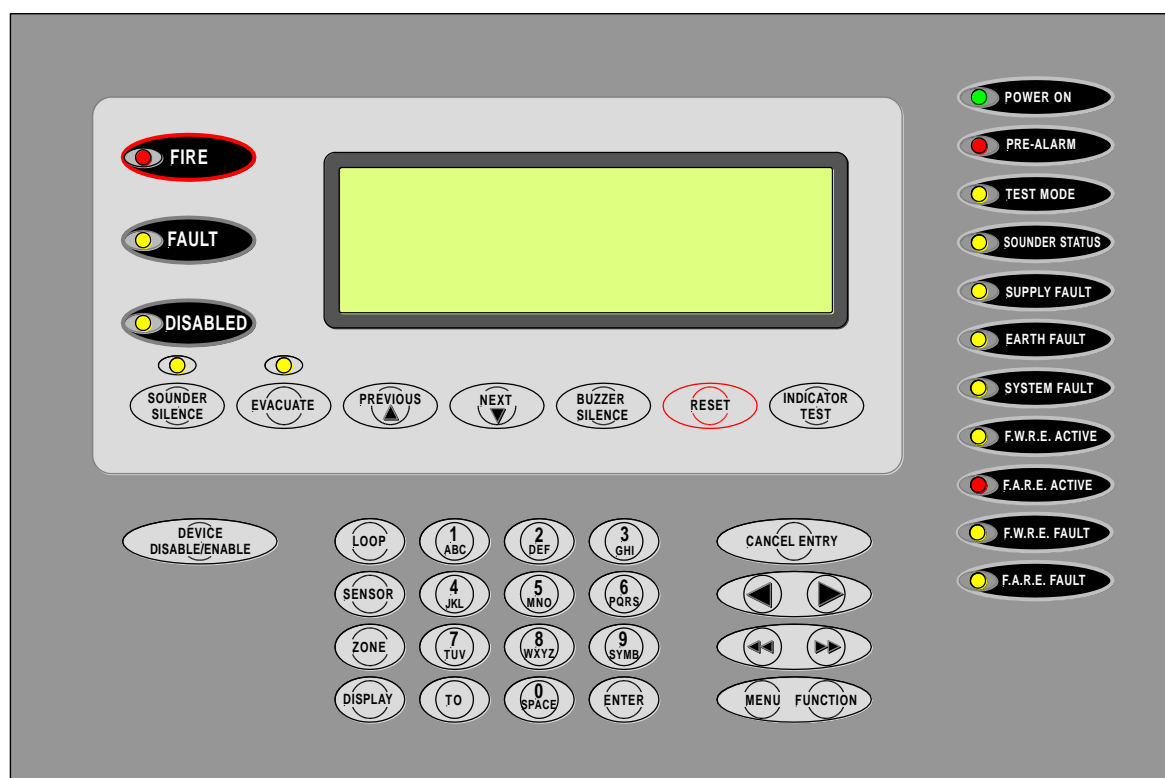 FIRE
FAULT
DISABLED
SOUNDER
SILENCE
EVACUATE
PREVIOUS
NEXT
BUZZER
SILENCE
RESET
INDICATOR
TEST
POWER ON
PRE-ALARM
TEST MODE
SOUNDER STATUS
SUPPLY FAULT
EARTH FAULT
SYSTEM FAULT
F.W.R.E. ACTIVE
F.A.R.E. ACTIVE
F.W.R.E. FAULT
F.A.R.E. FAULT
DEVICE
DISABLE/ENABLE
LOOP
1
ABC
2
DEF
3
GHI
CANCEL ENTRY
SENSOR
4
JKL
5
MNO
6
PQRS
ZONE
7
TUV
8
WXYZ
9
SYMB
DISPLAY
TO
0
SPACE
ENTER
MENU FUNCTION